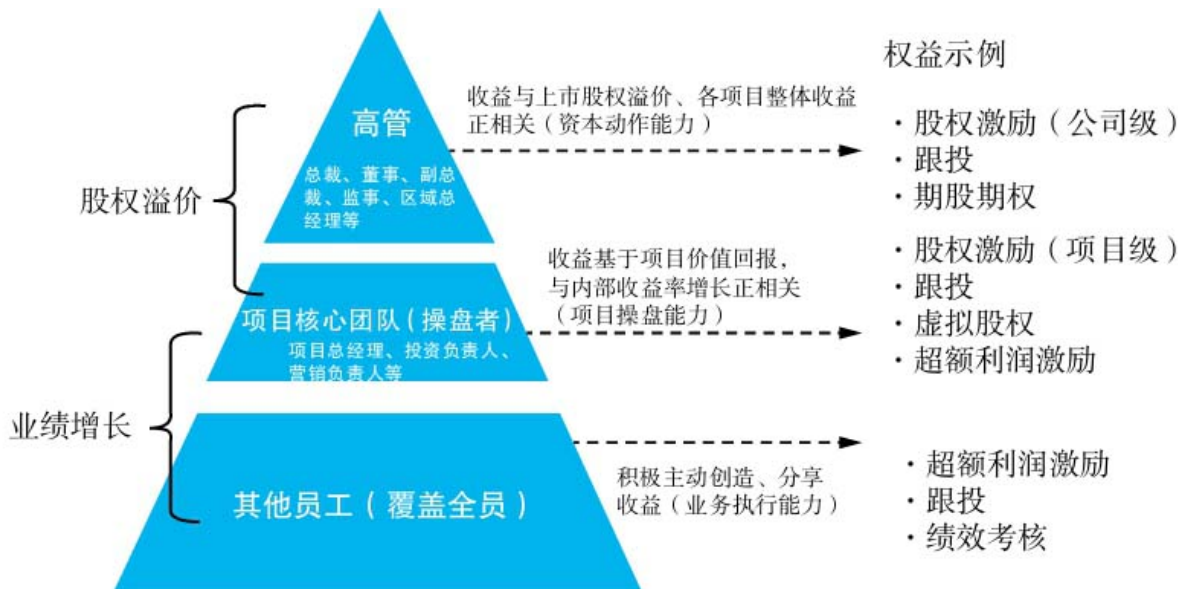 权益示例
收益与上市股权溢价、各项目整体收益
正相关（资本动作能力）
高管
总裁、董事、副总
裁、监事、区域总
经理等
·股权激励（公司级）
·跟投
·期股期权
股权溢价
收益基于项目价值回报，
与内部收益率增长正相关
（项目操盘能力）
项目核心团队（操盘者）
项目总经理、投资负责人、
营销负责人等
·股权激励（项目级）
·跟投
·虚拟股权
·超额利润激励
业绩增长
其他员工（覆盖全员）
积极主动创造、分享
收益（业务执行能力）
·超额利润激励
·跟投
·绩效考核